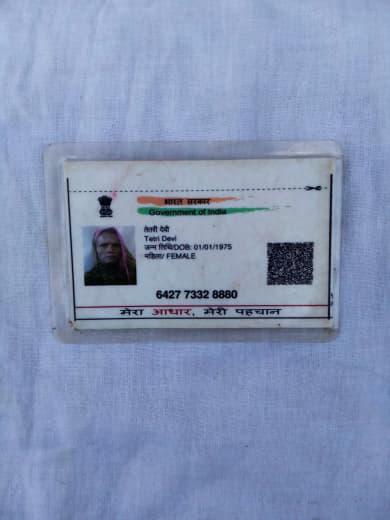 भारत सरकार
Government of India
तेतरी देवी
Tetri Devi
जन्म तिथि/DOB: 01/01/1975
महिला/ FEMALE
6427 7332 8880
मेरा आधार, मेरी पहचान